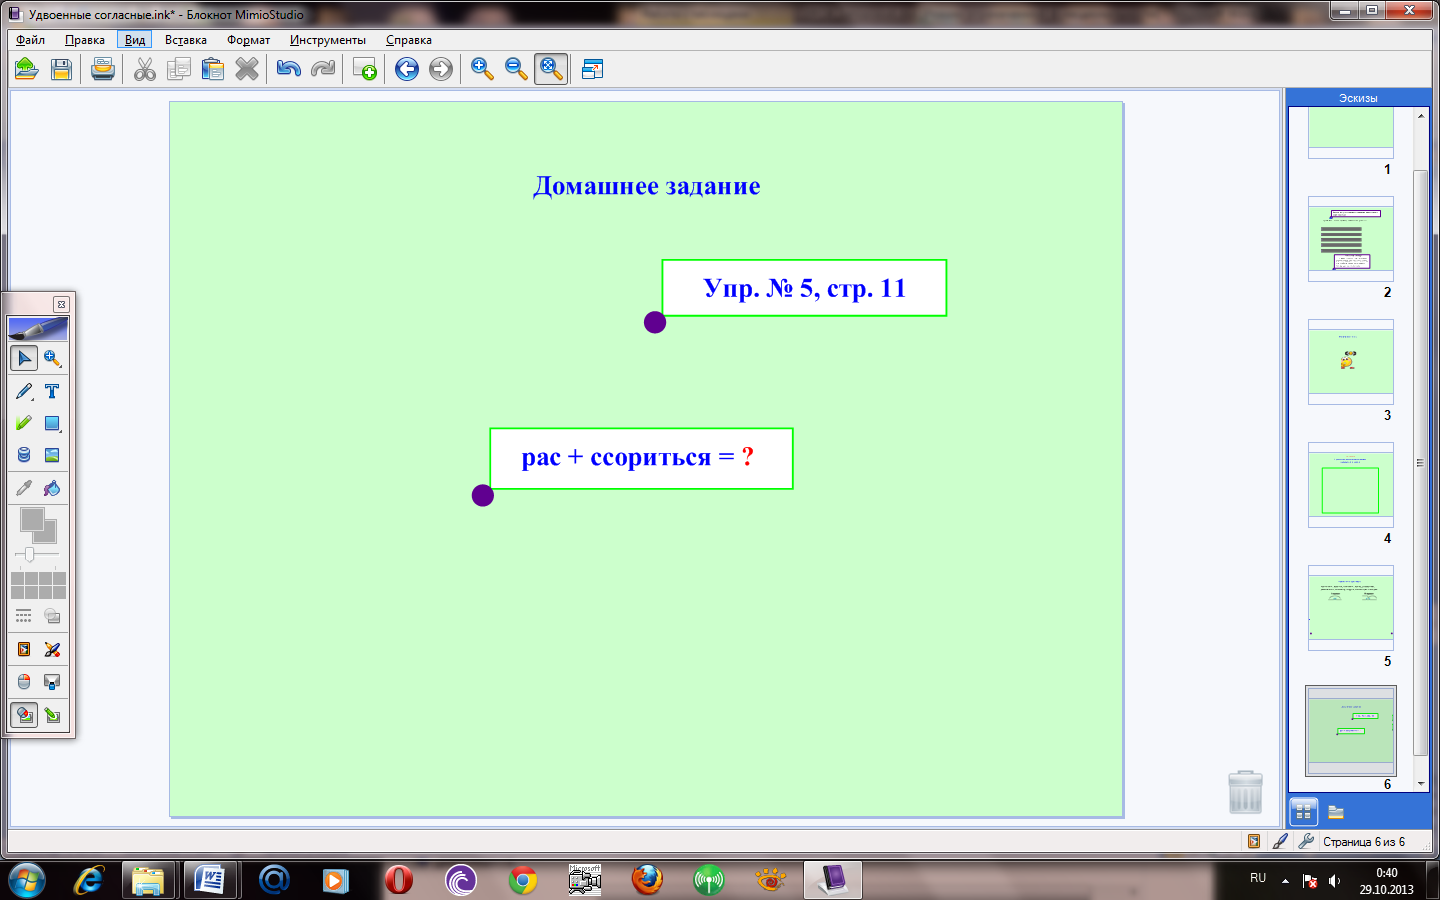 Удвоенные согласные.ink* - Блокнот MimioStudio
Файл Правка Вид Вставка Формат Инструменты Справка
Эскизы
Домашнее задание
Упр. № 5, стр. 11
рас + ссориться = ?
1
2
3
4
5
6
Страница 6 из 6
Microsoft
RU
0:40
29.10.2013